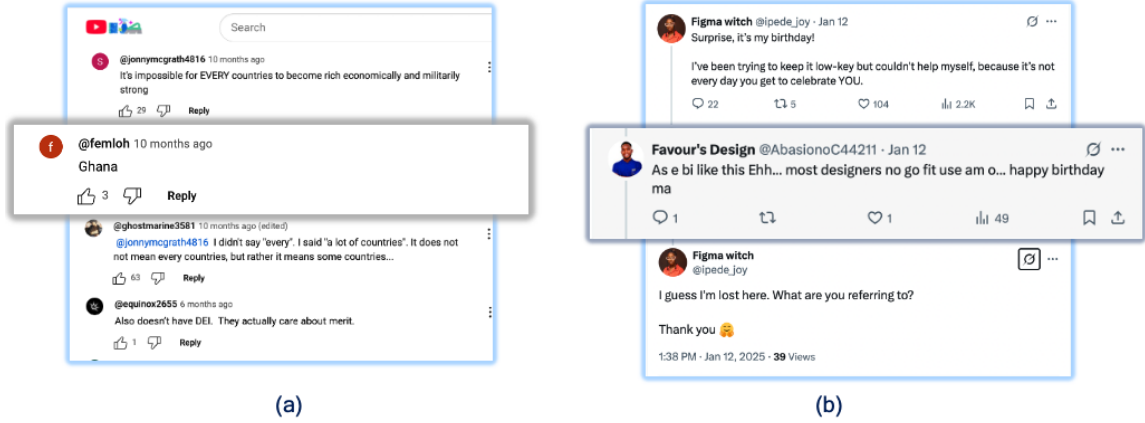 Search
@jonnymcgrath4816 10 months ago
It's impossible for EVERY countries to become rich economically and militarily
strong
29 Reply
@femloh 10 months ago
Ghana
3 Reply
@ghostmarine3581 10 months ago (edited)
@jonnymcgrath4816 I didn't say "every". I said "a lot of countries". It does not
not mean every countries, but rather it means some countries...
63 Reply
@equinox2655 6 months ago
Also doesn't have DEI. They actually care about merit.
1 Reply
(a)
Figma witch @ipede_joy · Jan 12
Surprise, it's my birthday!
I've been trying to keep it low-key but couldn't help myself, because it's not
every day you get to celebrate YOU.
22 5 104 2.2K
Favour's Design @AbasionoC44211 · Jan 12
As e bi like this Ehh... most designers no go fit use am o... happy birthday
ma
1 1 49
Figma witch
@ipede_joy
I guess I'm lost here. What are you referring to?
Thank you 🤗
1:38 PM · Jan 12, 2025 · 39 Views
(b)